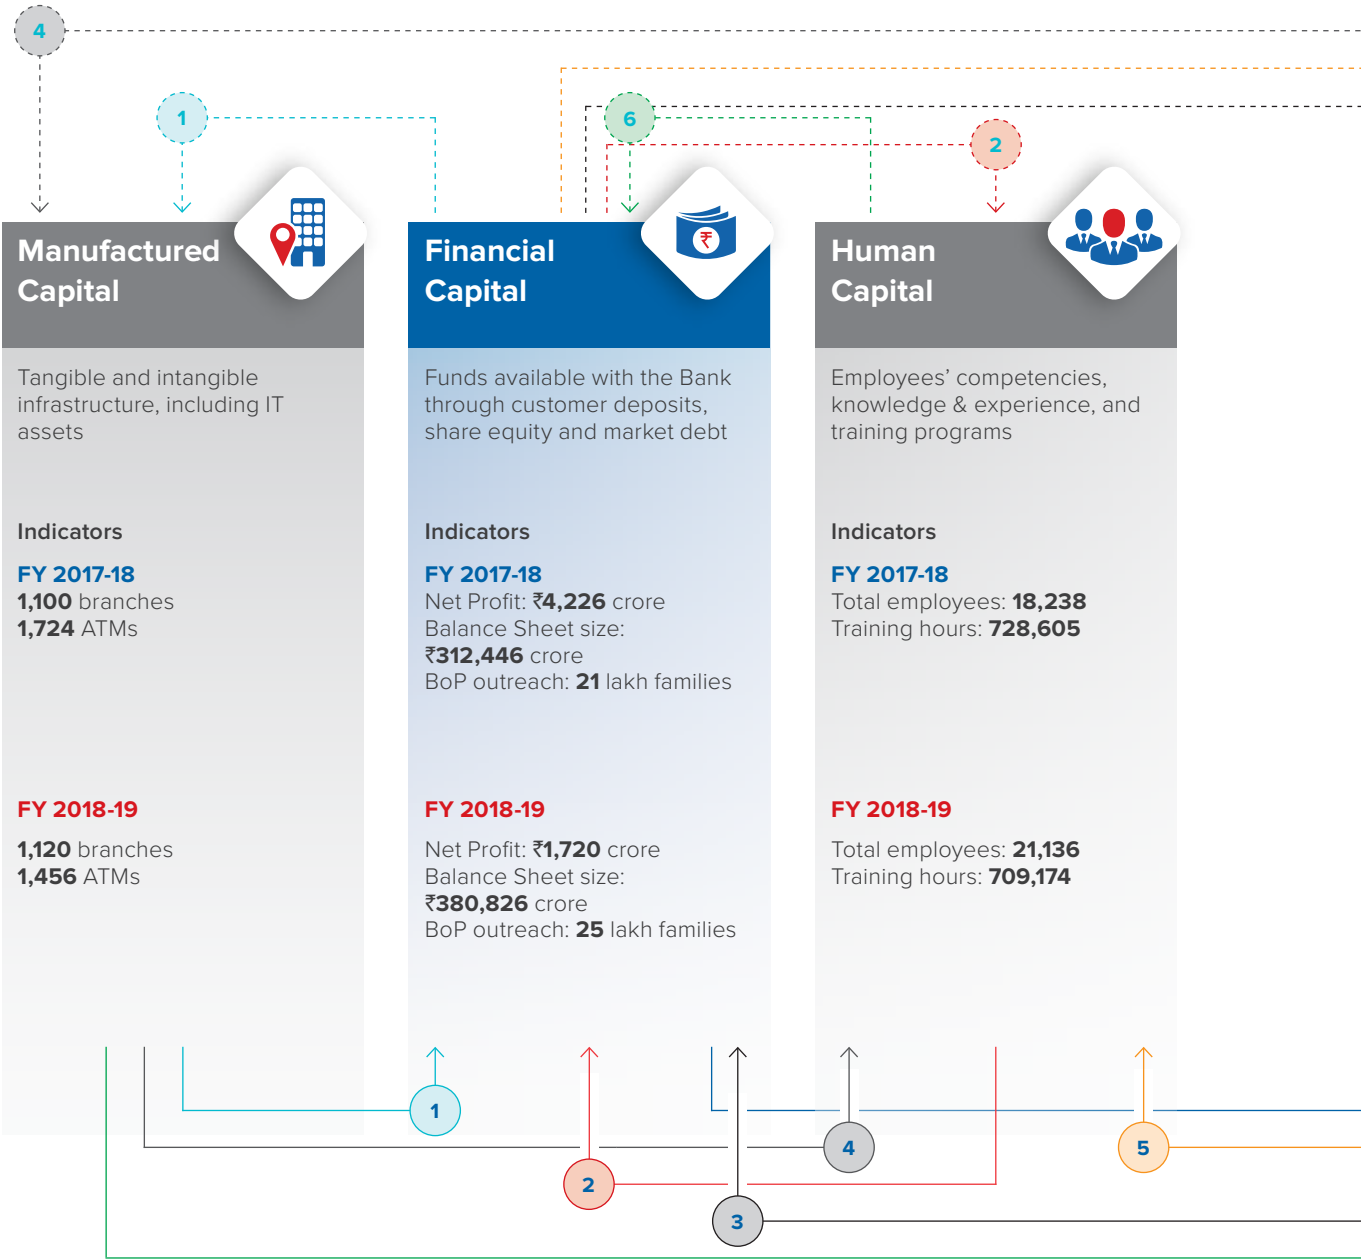 4
1
6
2
Manufactured
Capital
Tangible and intangible
infrastructure, including IT
assets
Indicators
FY 2017-18
1,100 branches
1,724 ATMs
FY 2018-19
1,120 branches
1,456 ATMs
Financial
Capital
₹
Funds available with the Bank
through customer deposits,
share equity and market debt
Indicators
FY 2017-18
Net Profit: ₹4,226 crore
Balance Sheet size:
₹312,446 crore
BoP outreach: 21 lakh families
FY 2018-19
Net Profit: ₹1,720 crore
Balance Sheet size:
₹380,826 crore
BoP outreach: 25 lakh families
Human
Capital
Employees’ competencies,
knowledge & experience, and
training programs
Indicators
FY 2017-18
Total employees: 18,238
Training hours: 728,605
FY 2018-19
Total employees: 21,136
Training hours: 709,174
1
4
5
2
3